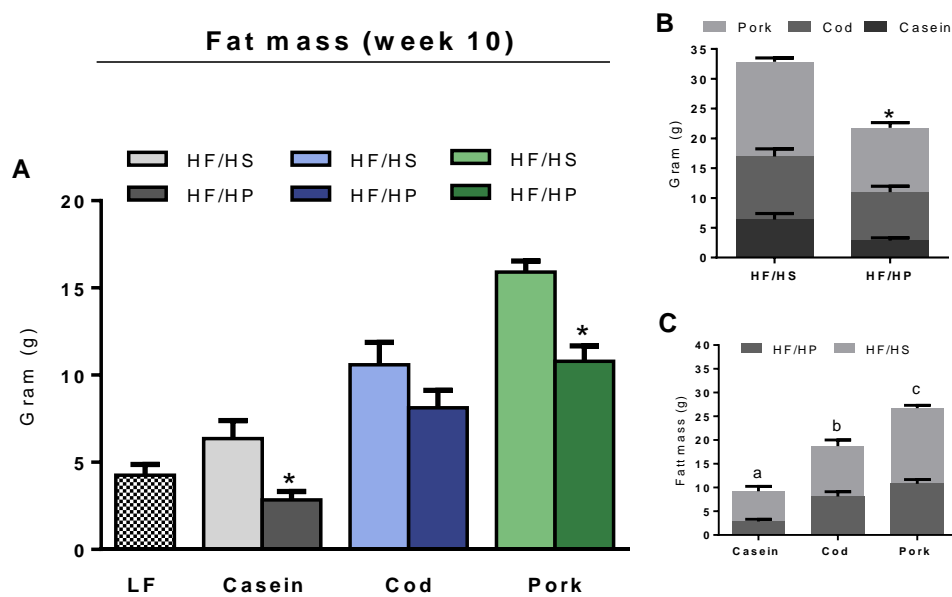 Fat mass (week 10)
A
HF/HS HF/HS HF/HS
HF/HP HF/HP HF/HP
Gram (g)
20
15
10
5
0
*
*
LF Casein Cod Pork
B
Pork Cod Casein
Gram (g)
35
30
25
20
15
10
5
0
*
HF/HS HF/HP
C
HF/HP HF/HS
Fatt mass (g)
40
35
30
25
20
15
10
5
0
a
b
c
Casein Cod Pork